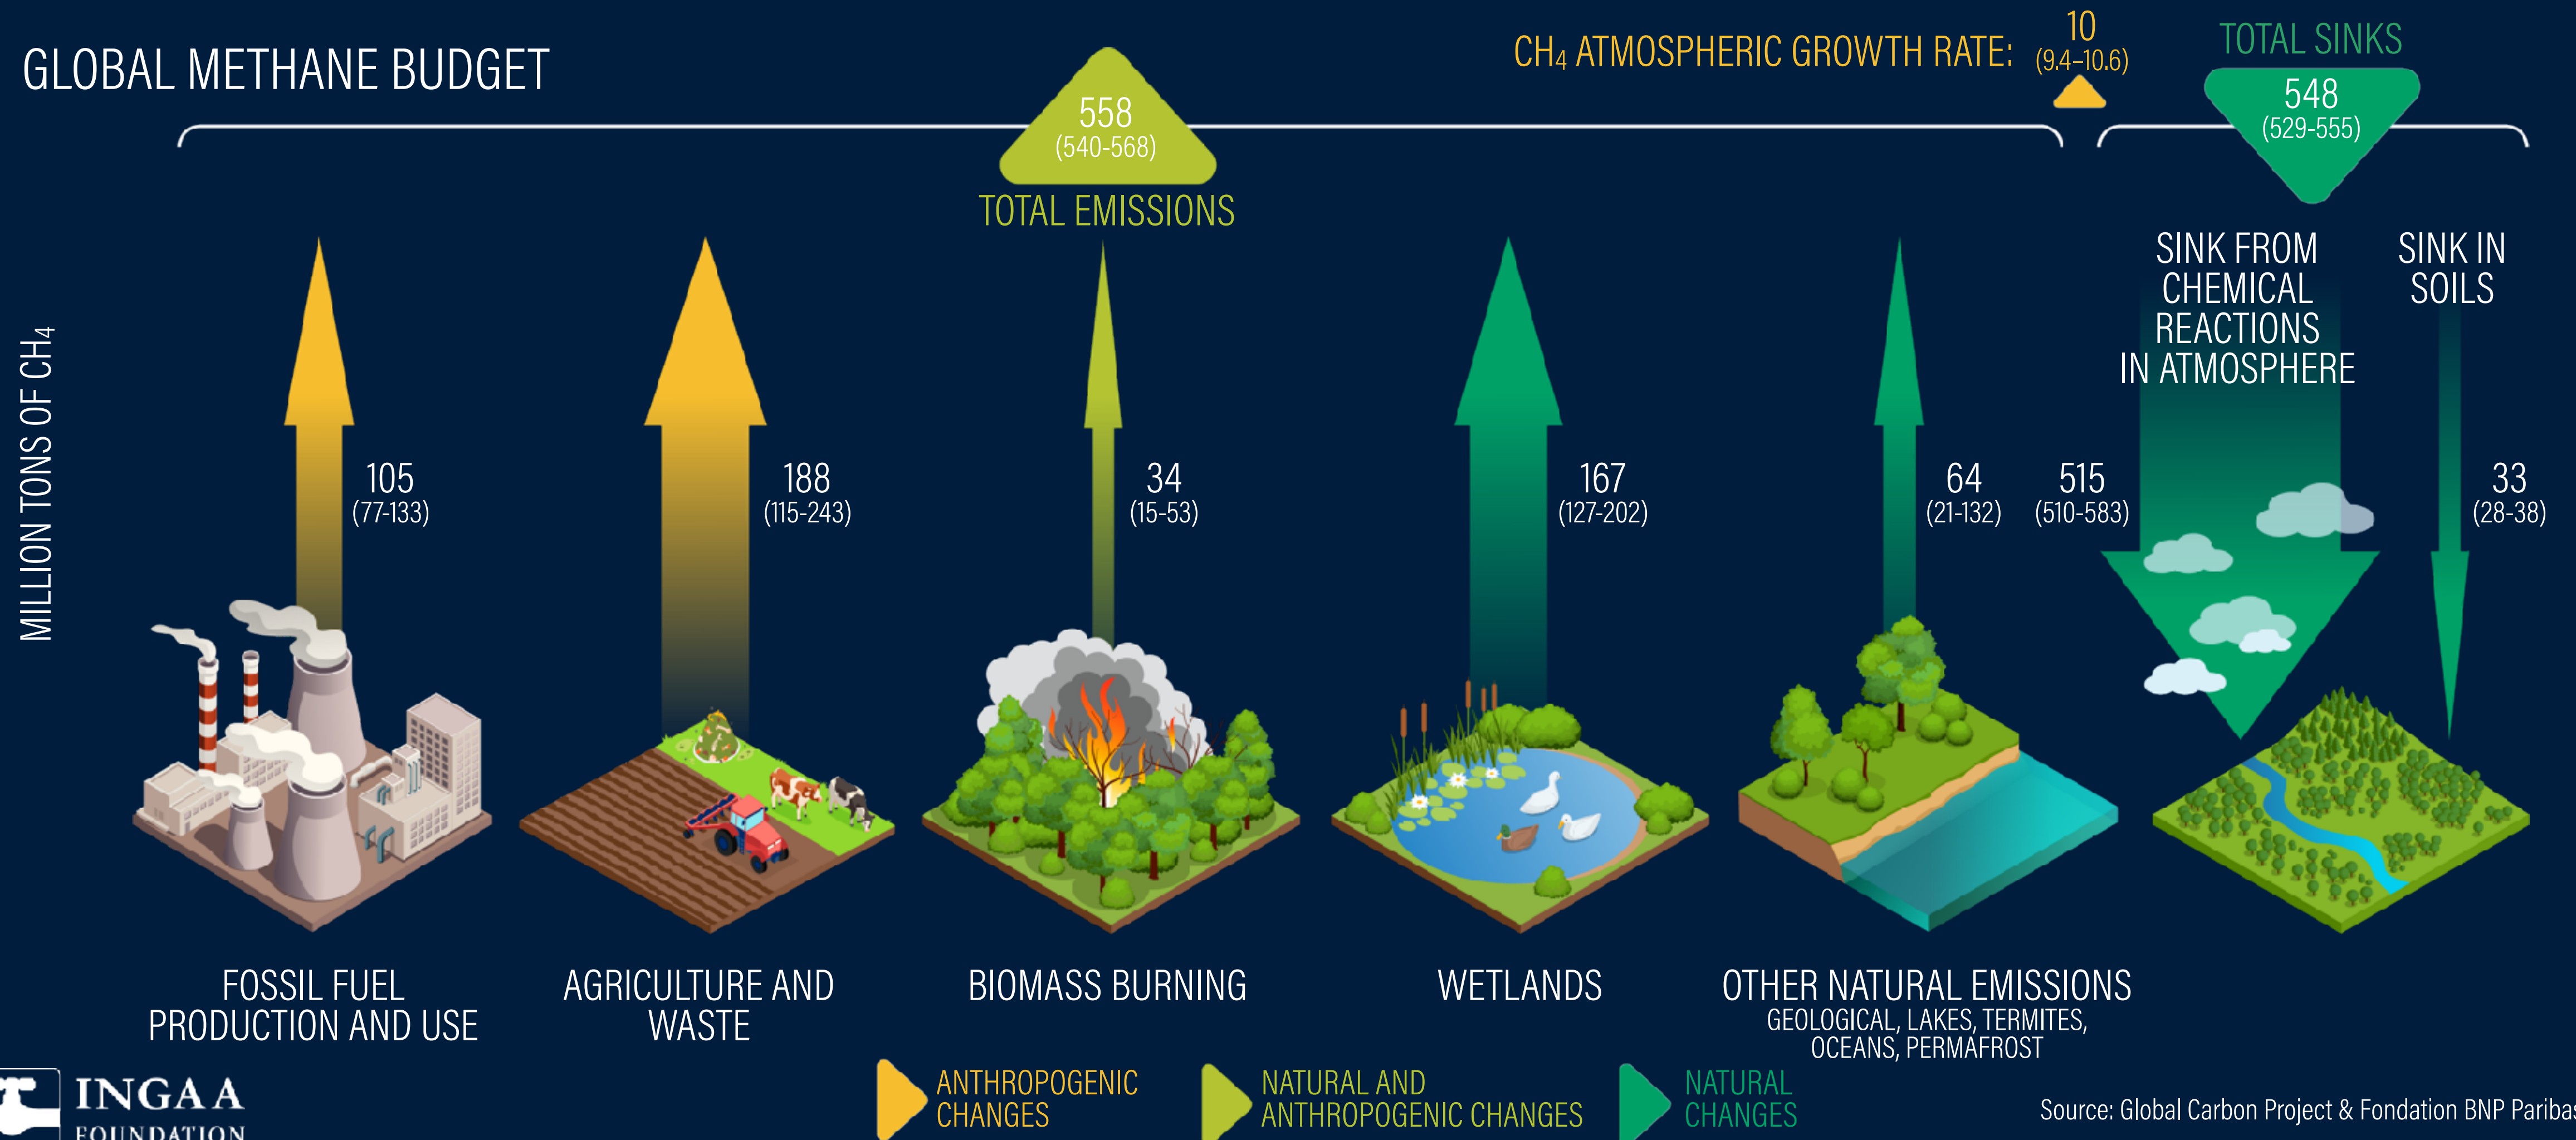 GLOBAL METHANE BUDGET
CH₄ ATMOSPHERIC GROWTH RATE:
10
(9.4–10.6)
TOTAL SINKS
548
(529-555)
558
(540-568)
TOTAL EMISSIONS
MILLION TONS OF CH₄
SINK FROM
CHEMICAL
REACTIONS
IN ATMOSPHERE
SINK IN
SOILS
105
(77-133)
188
(115-243)
34
(15-53)
167
(127-202)
64
(21-132)
515
(510-583)
33
(28-38)
FOSSIL FUEL
PRODUCTION AND USE
AGRICULTURE AND
WASTE
BIOMASS BURNING
WETLANDS
OTHER NATURAL EMISSIONS
GEOLOGICAL, LAKES, TERMITES,
OCEANS, PERMAFROST
ANTHROPOGENIC
CHANGES
NATURAL AND
ANTHROPOGENIC CHANGES
NATURAL
CHANGES
INGAA
FOUNDATION
Source: Global Carbon Project & Fondation BNP Paribas